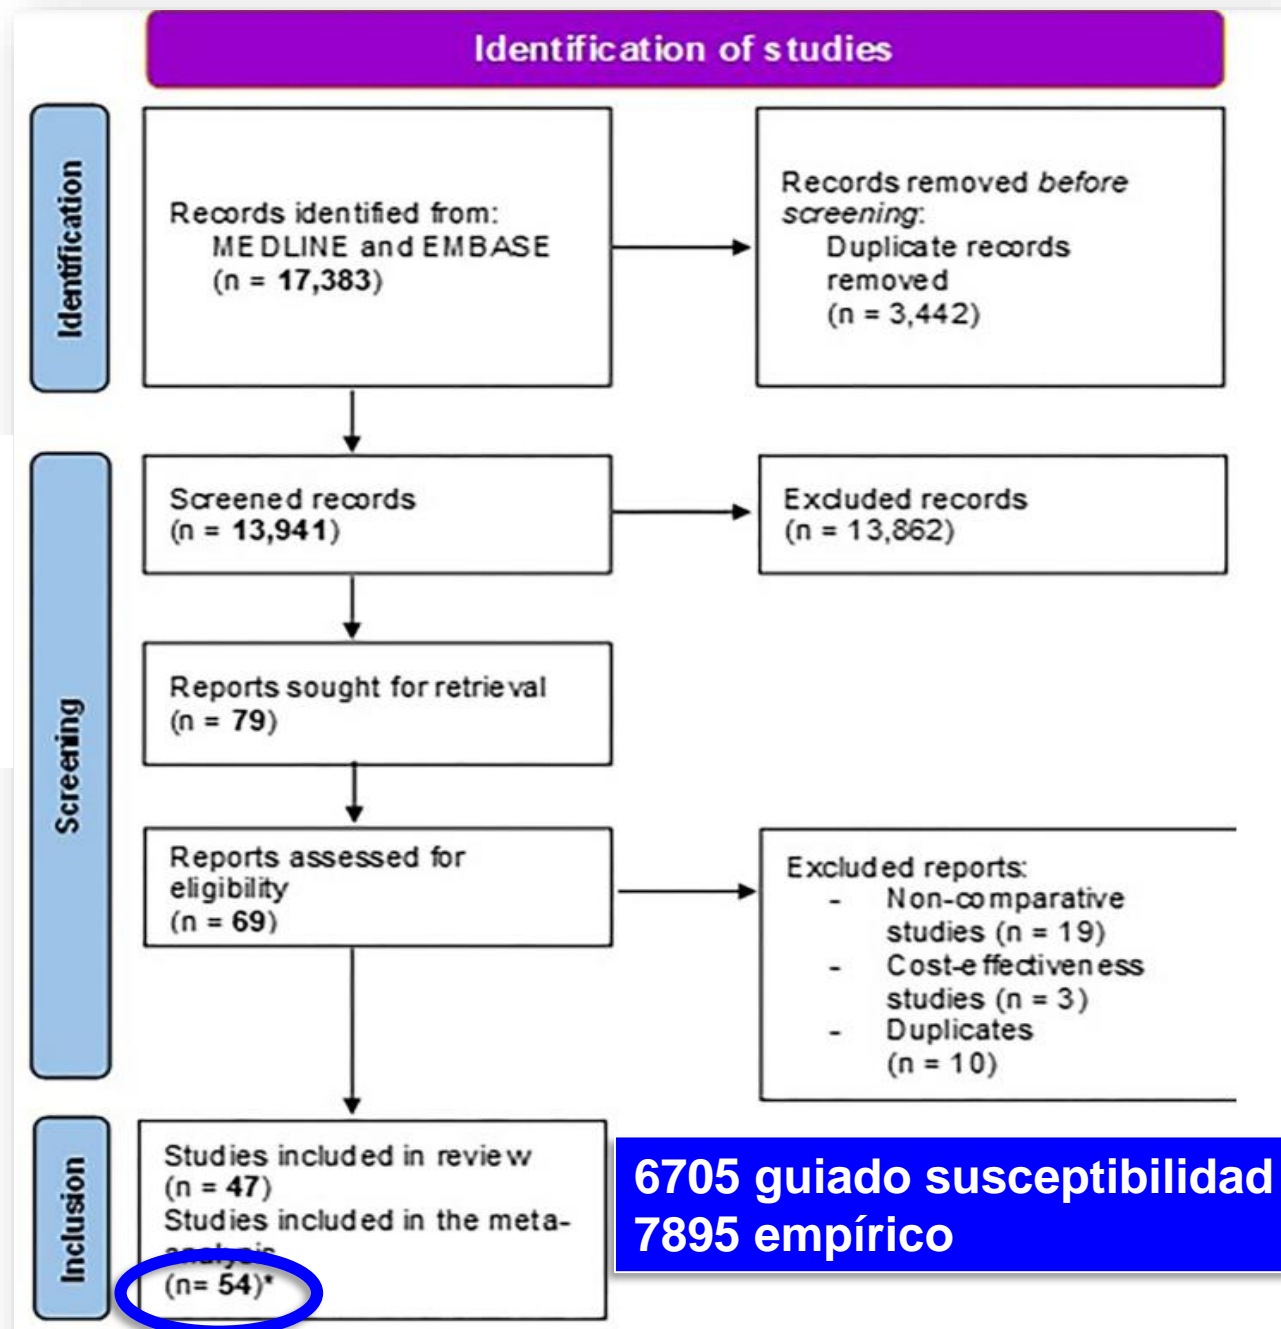 Identification of studies
Identification
Records identified from:
MEDLINE and EMBASE
(n = 17,383)
Records removed before
screening:
Duplicate records
removed
(n = 3,442)
Screening
Screened records
(n = 13,941)
Excluded records
(n = 13,862)
Reports sought for retrieval
(n = 79)
Reports assessed for
eligibility
(n = 69)
Excluded reports:
- Non-comparative
studies (n = 19)
- Cost-effectiveness
studies (n = 3)
- Duplicates
(n = 10)
Inclusion
Studies included in review
(n = 47)
Studies included in the meta-
analysis
(n= 54)*
6705 guiado susceptibilidad
7895 empírico